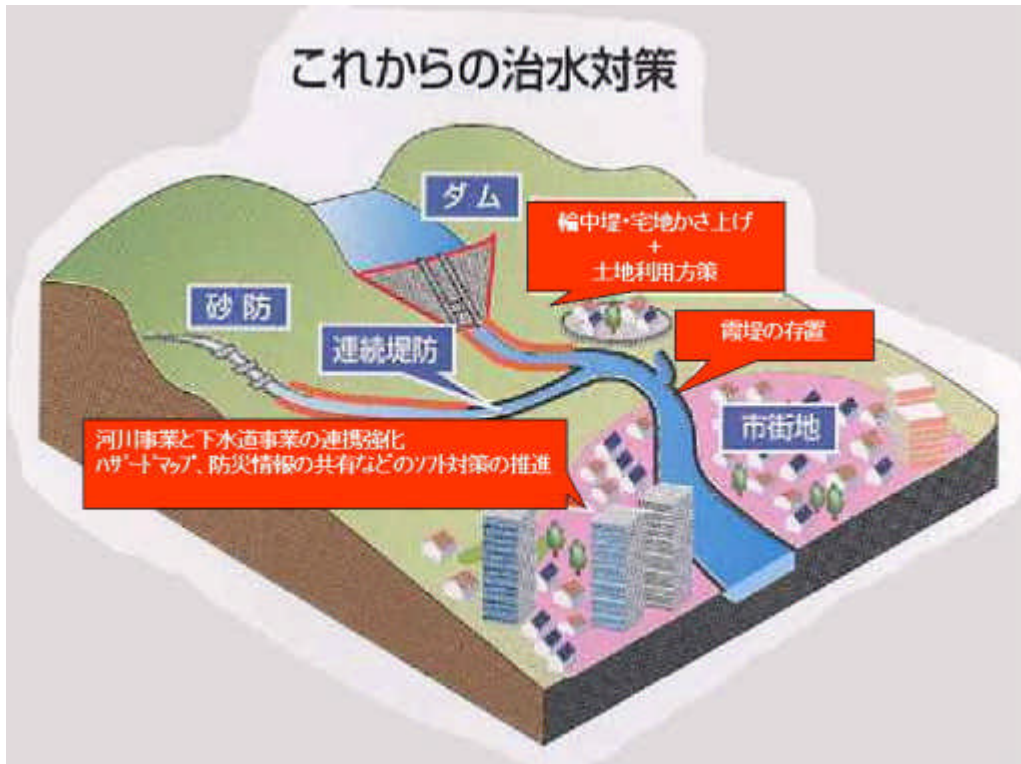 これからの治水対策
ダム
輪中堤・宅地かさ上げ
+
土地利用方策
砂防
霞堤の存置
連続堤防
市街地
河川事業と下水道事業の連携強化
ﾊｻﾞｰﾄﾞﾏｯﾌﾟ、防災情報の共有などのｿﾌﾄ対策の推進